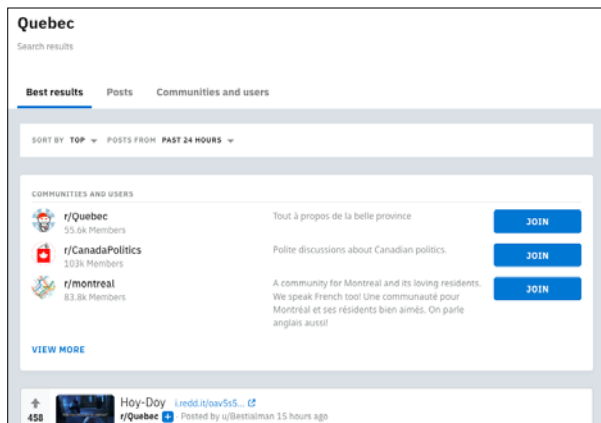 Quebec
Search results
Best results Posts Communities and users
SORT BY TOP POSTS FROM PAST 24 HOURS
COMMUNITIES AND USERS
r/Quebec
55.6k Members
Tout à propos de la belle province
JOIN
r/CanadaPolitics
103k Members
Polite discussions about Canadian politics.
JOIN
r/montreal
83.8k Members
A community for Montreal and its loving residents.
We speak French too! Une communauté pour
Montréal et ses résidents bien aimés. On parle
anglais aussi!
JOIN
VIEW MORE
458
Hoy-Doy i.redd.it/oav5s5...
r/Quebec + · Posted by u/Bestialman 15 hours ago